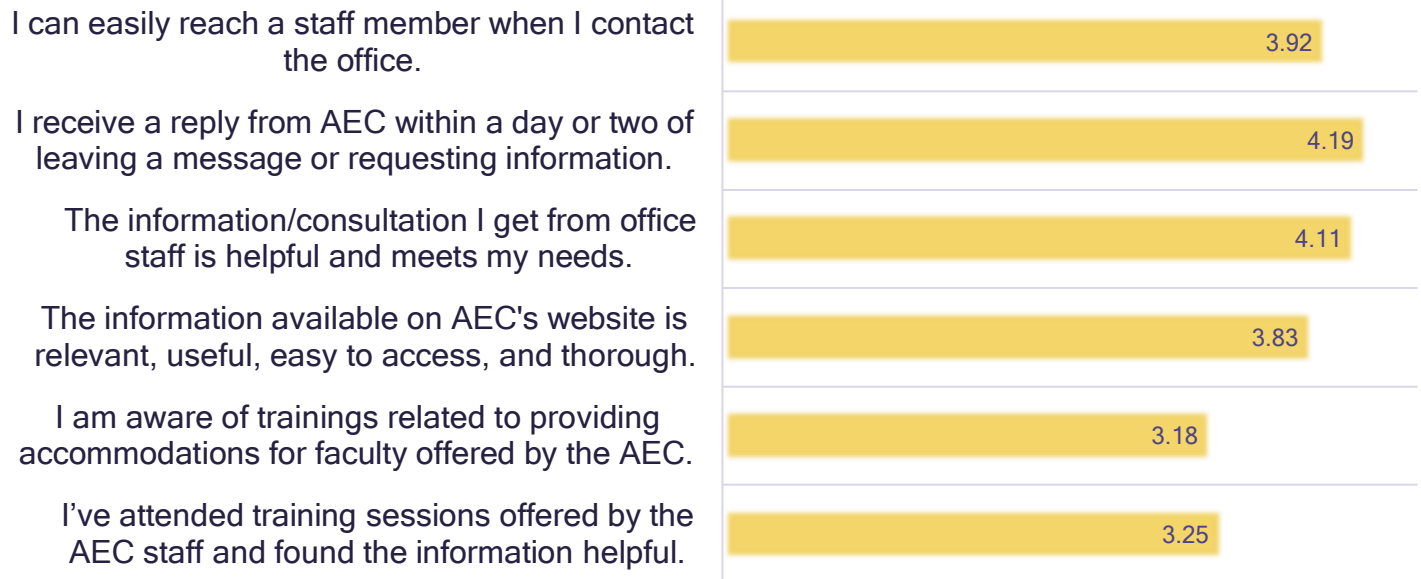 I can easily reach a staff member when I contact
the office.
3.92
I receive a reply from AEC within a day or two of
leaving a message or requesting information.
4.19
The information/consultation I get from office
staff is helpful and meets my needs.
4.11
The information available on AEC's website is
relevant, useful, easy to access, and thorough.
3.83
I am aware of trainings related to providing
accommodations for faculty offered by the AEC.
3.18
I’ve attended training sessions offered by the
AEC staff and found the information helpful.
3.25